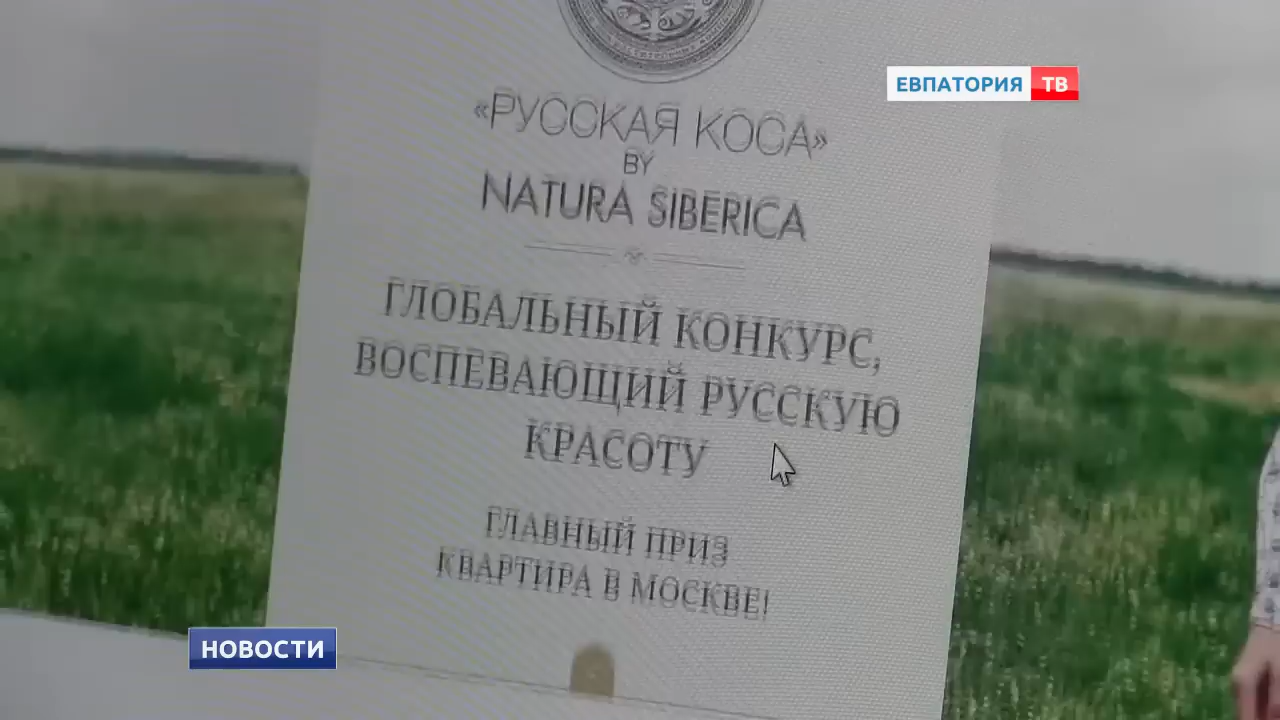 ЕВПАТОРИЯ ТВ
«РУССКАЯ КОСА»
BY
NATURA SIBERICA
ГЛОБАЛЬНЫЙ КОНКУРС,
ВОСПЕВАЮЩИЙ РУССКУЮ
КРАСОТУ
ГЛАВНЫЙ ПРИЗ
КВАРТИРА В МОСКВЕ!
НОВОСТИ